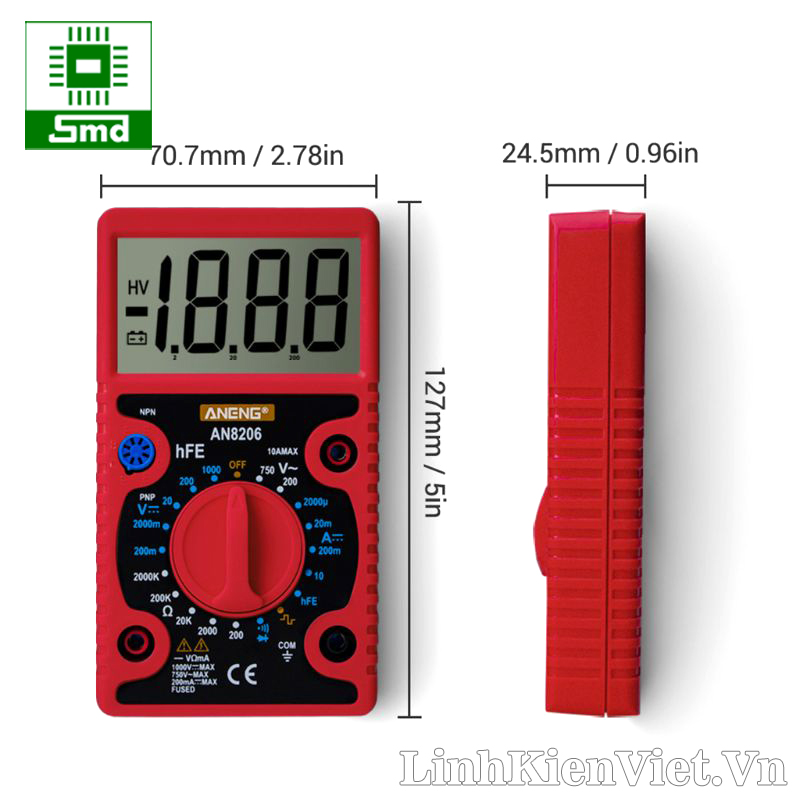 Smd
70.7mm / 2.78in
24.5mm / 0.96in
HV
-1.8.8.8
2 20 200
127mm / 5in
ANENG®
AN8206
NPN
hFE
10AMAX
OFF
750 V~
200
1000
200
20
PNP
V⎓
2000m
200m
2000K
200K
Ω
20K
2000
200
2000µ
20m
A⎓
200m
10
hFE
COM
VΩmA
1000V⎓MAX
750V~MAX
200mA⎓MAX
FUSED
CE
LinhKienViet.Vn